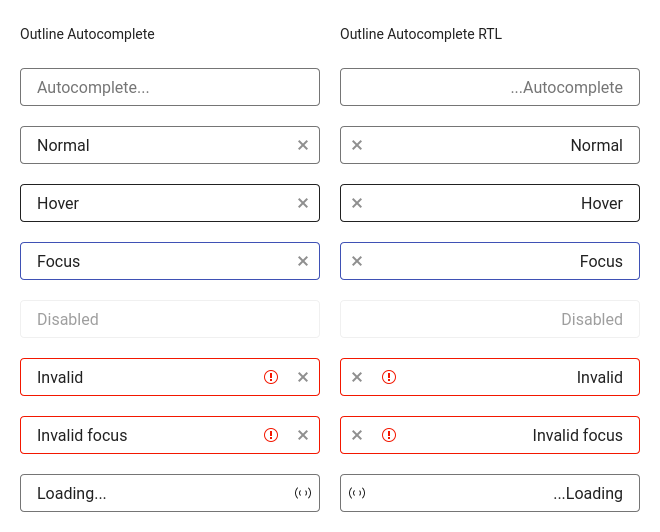 Outline Autocomplete
Outline Autocomplete RTL
Autocomplete...
...Autocomplete
Normal
Normal
Hover
Hover
Focus
Focus
Disabled
Disabled
Invalid
Invalid
Invalid focus
Invalid focus
Loading...
...Loading